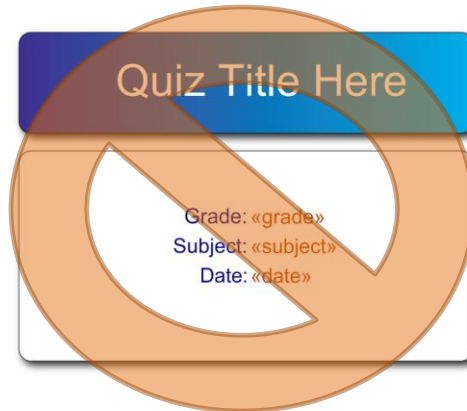 Quiz Title Here
Grade: «grade»
Subject: «subject»
Date: «date»